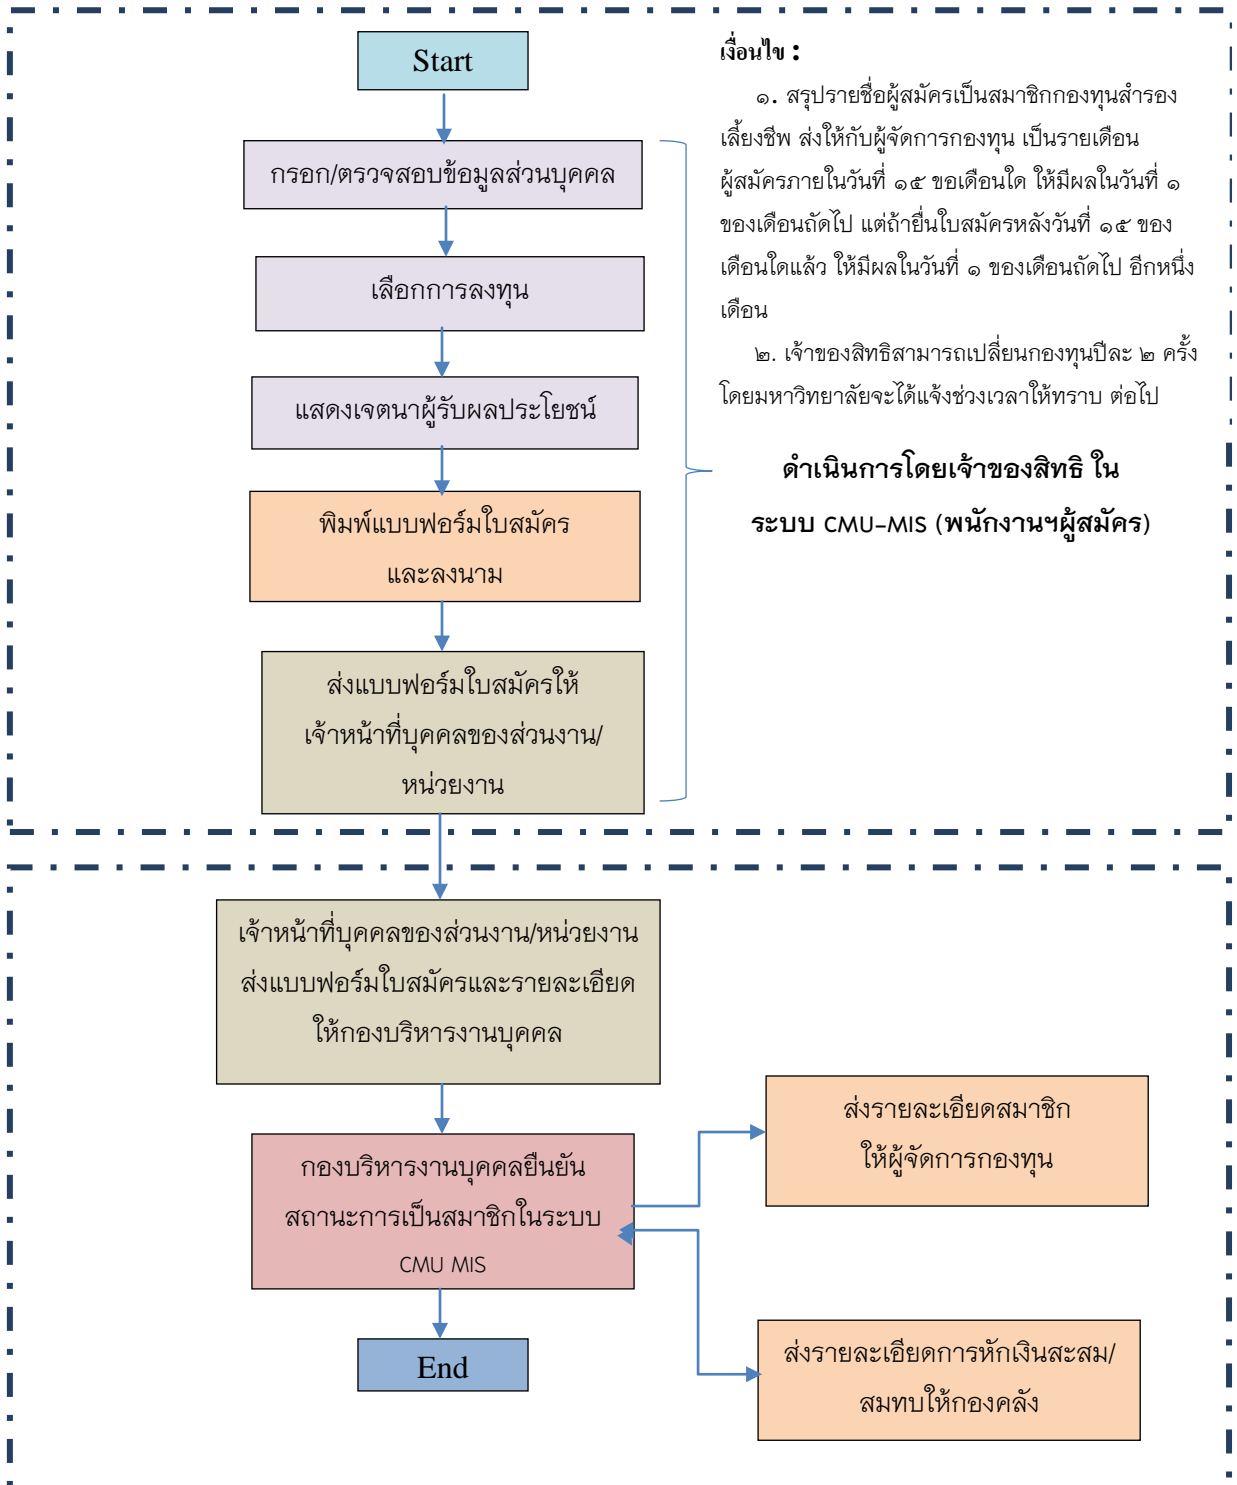 Start
กรอก/ตรวจสอบข้อมูลส่วนบุคคล
เลือกการลงทุน
แสดงเจตนาผู้รับผลประโยชน์
พิมพ์แบบฟอร์มใบสมัคร
และลงนาม
ส่งแบบฟอร์มใบสมัครให้
เจ้าหน้าที่บุคคลของส่วนงาน/
หน่วยงาน
เงื่อนไข :
๑. สรุปรายชื่อผู้สมัครเป็นสมาชิกกองทุนสำรอง
เลี้ยงชีพ ส่งให้กับผู้จัดการกองทุน เป็นรายเดือน
ผู้สมัครภายในวันที่ ๑๕ ขอเดือนใด ให้มีผลในวันที่ ๑
ของเดือนถัดไป แต่ถ้ายื่นใบสมัครหลังวันที่ ๑๕ ของ
เดือนใดแล้ว ให้มีผลในวันที่ ๑ ของเดือนถัดไป อีกหนึ่ง
เดือน
๒. เจ้าของสิทธิสามารถเปลี่ยนกองทุนปีละ ๒ ครั้ง
โดยมหาวิทยาลัยจะได้แจ้งช่วงเวลาให้ทราบ ต่อไป
ดำเนินการโดยเจ้าของสิทธิ ใน
ระบบ CMU-MIS (พนักงานฯผู้สมัคร)
เจ้าหน้าที่บุคคลของส่วนงาน/หน่วยงาน
ส่งแบบฟอร์มใบสมัครและรายละเอียด
ให้กองบริหารงานบุคคล
กองบริหารงานบุคคลยืนยัน
สถานะการเป็นสมาชิกในระบบ
CMU MIS
ส่งรายละเอียดสมาชิก
ให้ผู้จัดการกองทุน
ส่งรายละเอียดการหักเงินสะสม/
สมทบให้กองคลัง
End